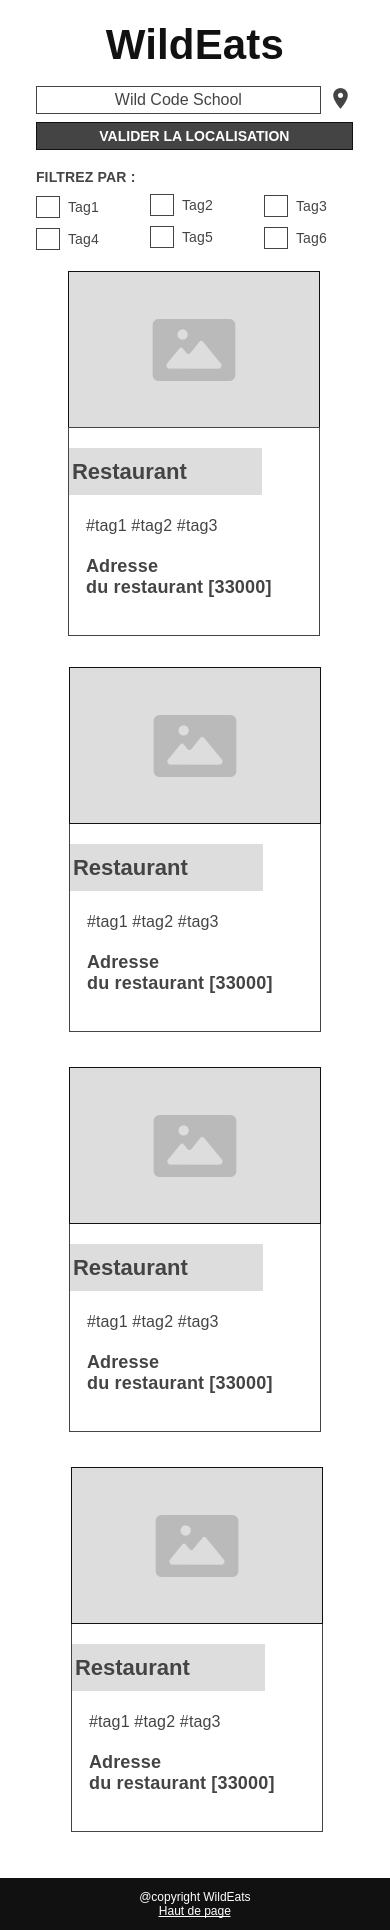 WildEats
Wild Code School
VALIDER LA LOCALISATION
FILTREZ PAR :
Tag1 Tag2 Tag3
Tag4 Tag5 Tag6
Restaurant
#tag1 #tag2 #tag3
Adresse
du restaurant [33000]
Restaurant
#tag1 #tag2 #tag3
Adresse
du restaurant [33000]
Restaurant
#tag1 #tag2 #tag3
Adresse
du restaurant [33000]
Restaurant
#tag1 #tag2 #tag3
Adresse
du restaurant [33000]
@copyright WildEats
Haut de page